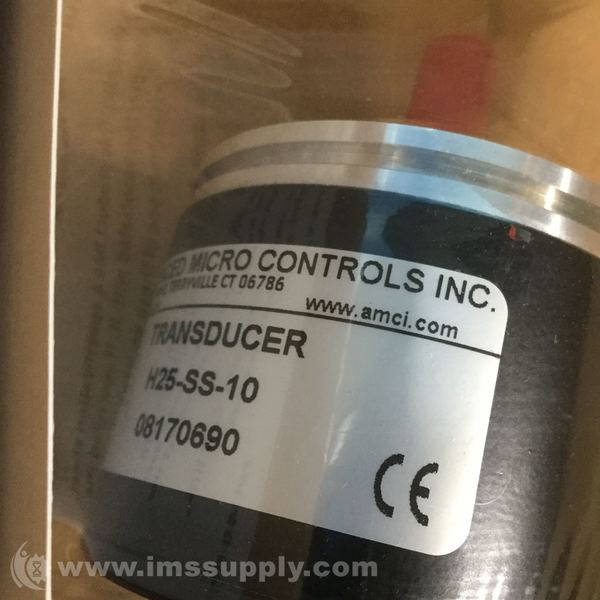 MICRO CONTROLS INC.
TERRYVILLE CT 06786
www.amci.com
TRANSDUCER
H25-SS-10
08170690
CE
www.imssupply.com